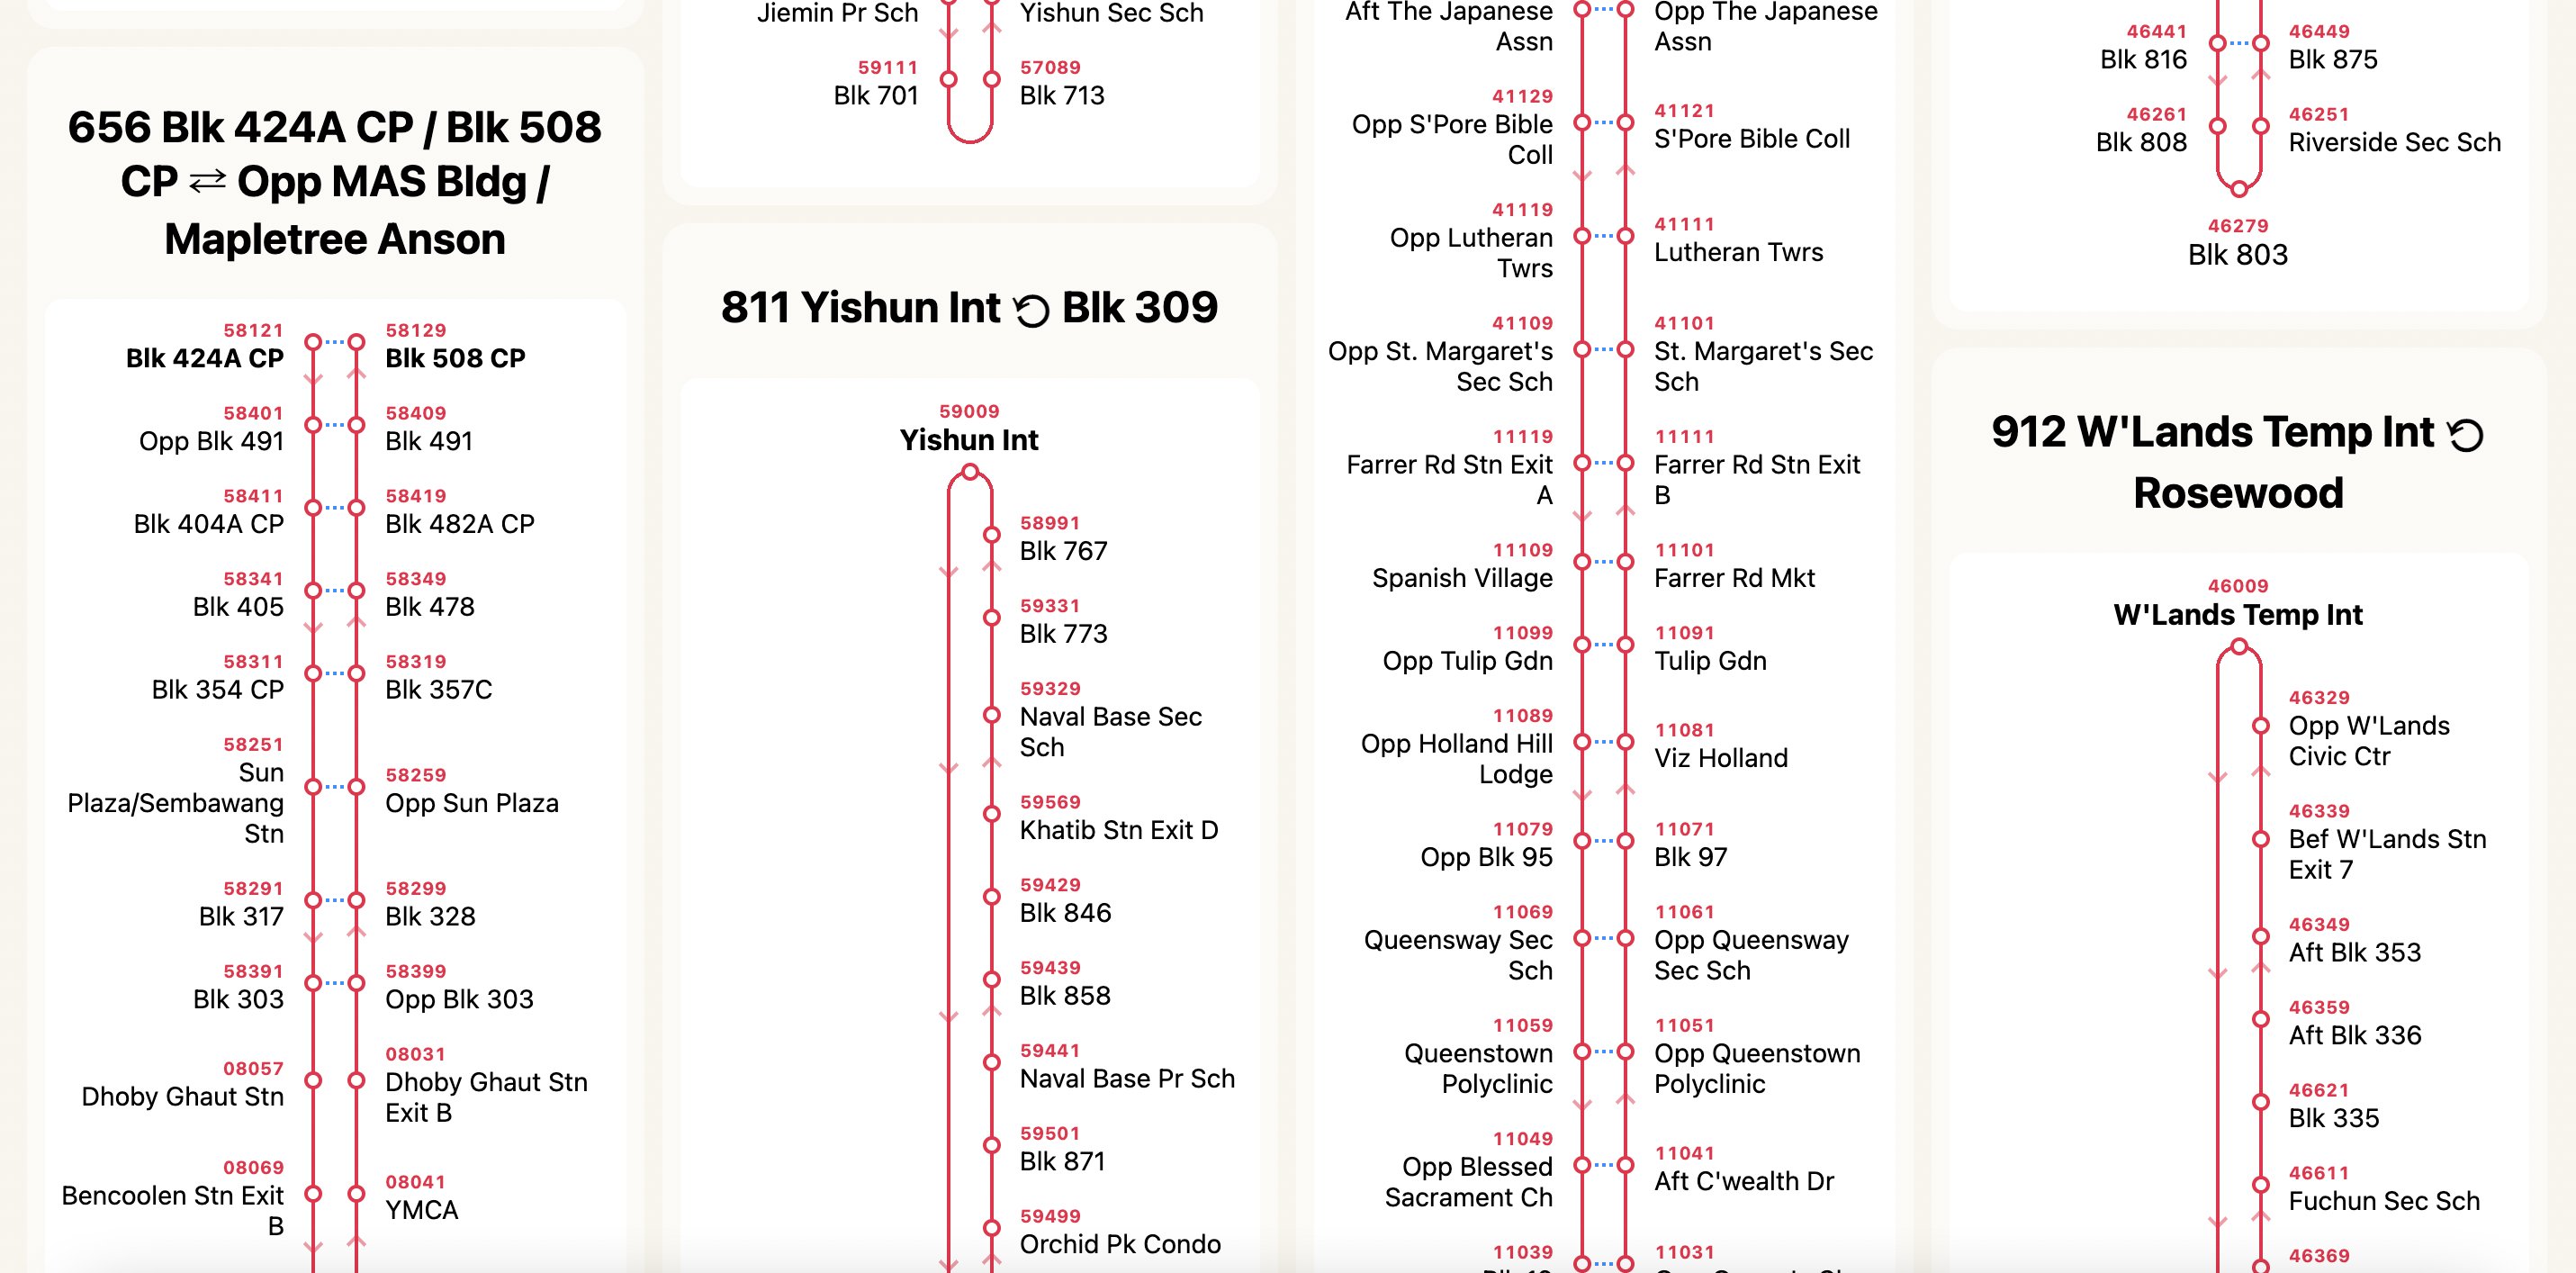 656 Blk 424A CP / Blk 508
CP ⇄ Opp MAS Bldg /
Mapletree Anson
58121
Blk 424A CP
58129
Blk 508 CP
58401
Opp Blk 491
58409
Blk 491
58411
Blk 404A CP
58419
Blk 482A CP
58341
Blk 405
58349
Blk 478
58311
Blk 354 CP
58319
Blk 357C
58251
Sun
Plaza/Sembawang
Stn
58259
Opp Sun Plaza
58291
Blk 317
58299
Blk 328
58391
Blk 303
58399
Opp Blk 303
08057
Dhoby Ghaut Stn
08031
Dhoby Ghaut Stn
Exit B
08069
Bencoolen Stn Exit
B
08041
YMCA
Jiemin Pr Sch
Yishun Sec Sch
59111
Blk 701
57089
Blk 713
811 Yishun Int ⟲ Blk 309
59009
Yishun Int
58991
Blk 767
59331
Blk 773
59329
Naval Base Sec
Sch
59569
Khatib Stn Exit D
59429
Blk 846
59439
Blk 858
59441
Naval Base Pr Sch
59501
Blk 871
59499
Orchid Pk Condo
Aft The Japanese
Assn
Opp The Japanese
Assn
41129
Opp S'Pore Bible
Coll
41121
S'Pore Bible Coll
41119
Opp Lutheran
Twrs
41111
Lutheran Twrs
41109
Opp St. Margaret's
Sec Sch
41101
St. Margaret's Sec
Sch
11119
Farrer Rd Stn Exit
A
11111
Farrer Rd Stn Exit
B
11109
Spanish Village
11101
Farrer Rd Mkt
11099
Opp Tulip Gdn
11091
Tulip Gdn
11089
Opp Holland Hill
Lodge
11081
Viz Holland
11079
Opp Blk 95
11071
Blk 97
11069
Queensway Sec
Sch
11061
Opp Queensway
Sec Sch
11059
Queenstown
Polyclinic
11051
Opp Queenstown
Polyclinic
11049
Opp Blessed
Sacrament Ch
11041
Aft C'wealth Dr
11039
11031
46441
Blk 816
46449
Blk 875
46261
Blk 808
46251
Riverside Sec Sch
46279
Blk 803
912 W'Lands Temp Int ⟲
Rosewood
46009
W'Lands Temp Int
46329
Opp W'Lands
Civic Ctr
46339
Bef W'Lands Stn
Exit 7
46349
Aft Blk 353
46359
Aft Blk 336
46621
Blk 335
46611
Fuchun Sec Sch
46369